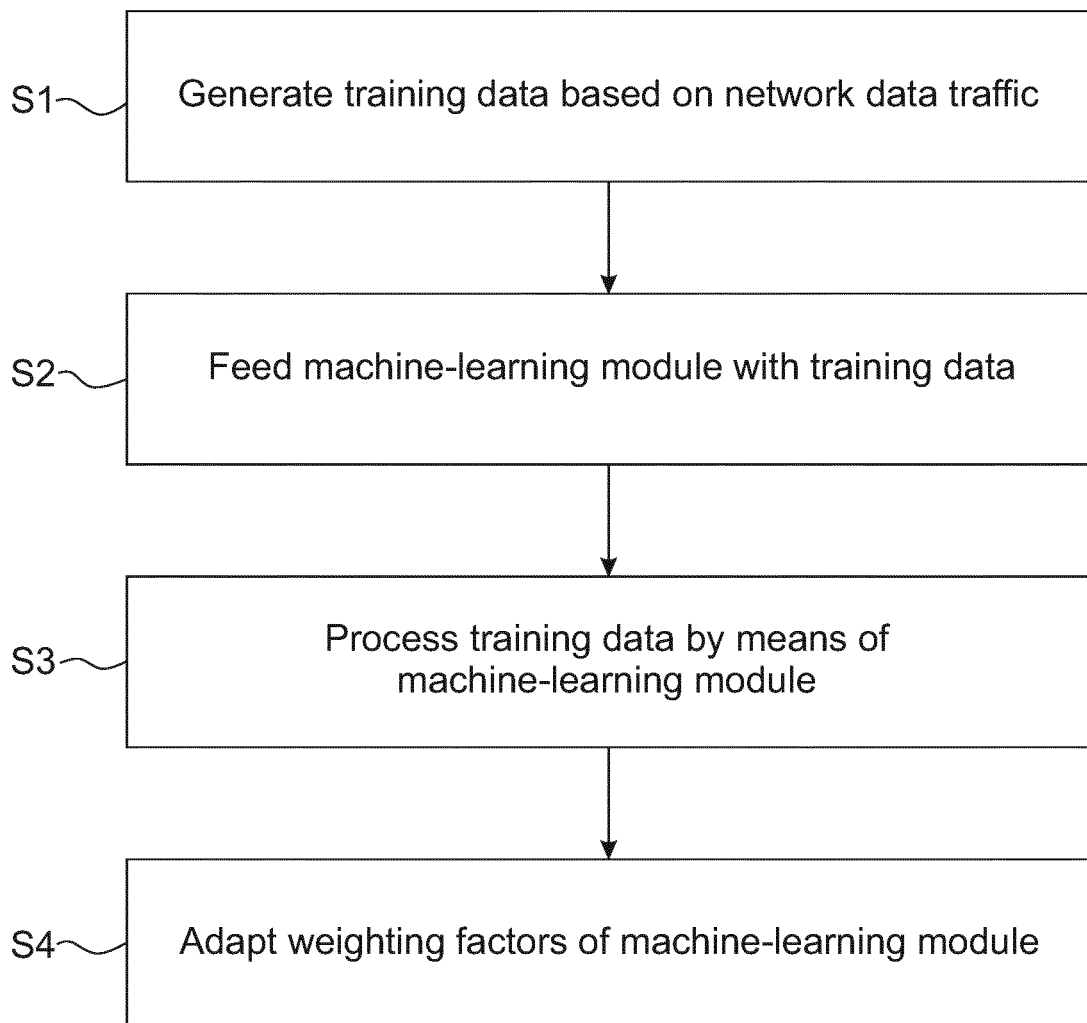 S1
Generate training data based on network data traffic
S2
Feed machine-learning module with training data
S3
Process training data by means of
machine-learning module
S4
Adapt weighting factors of machine-learning module